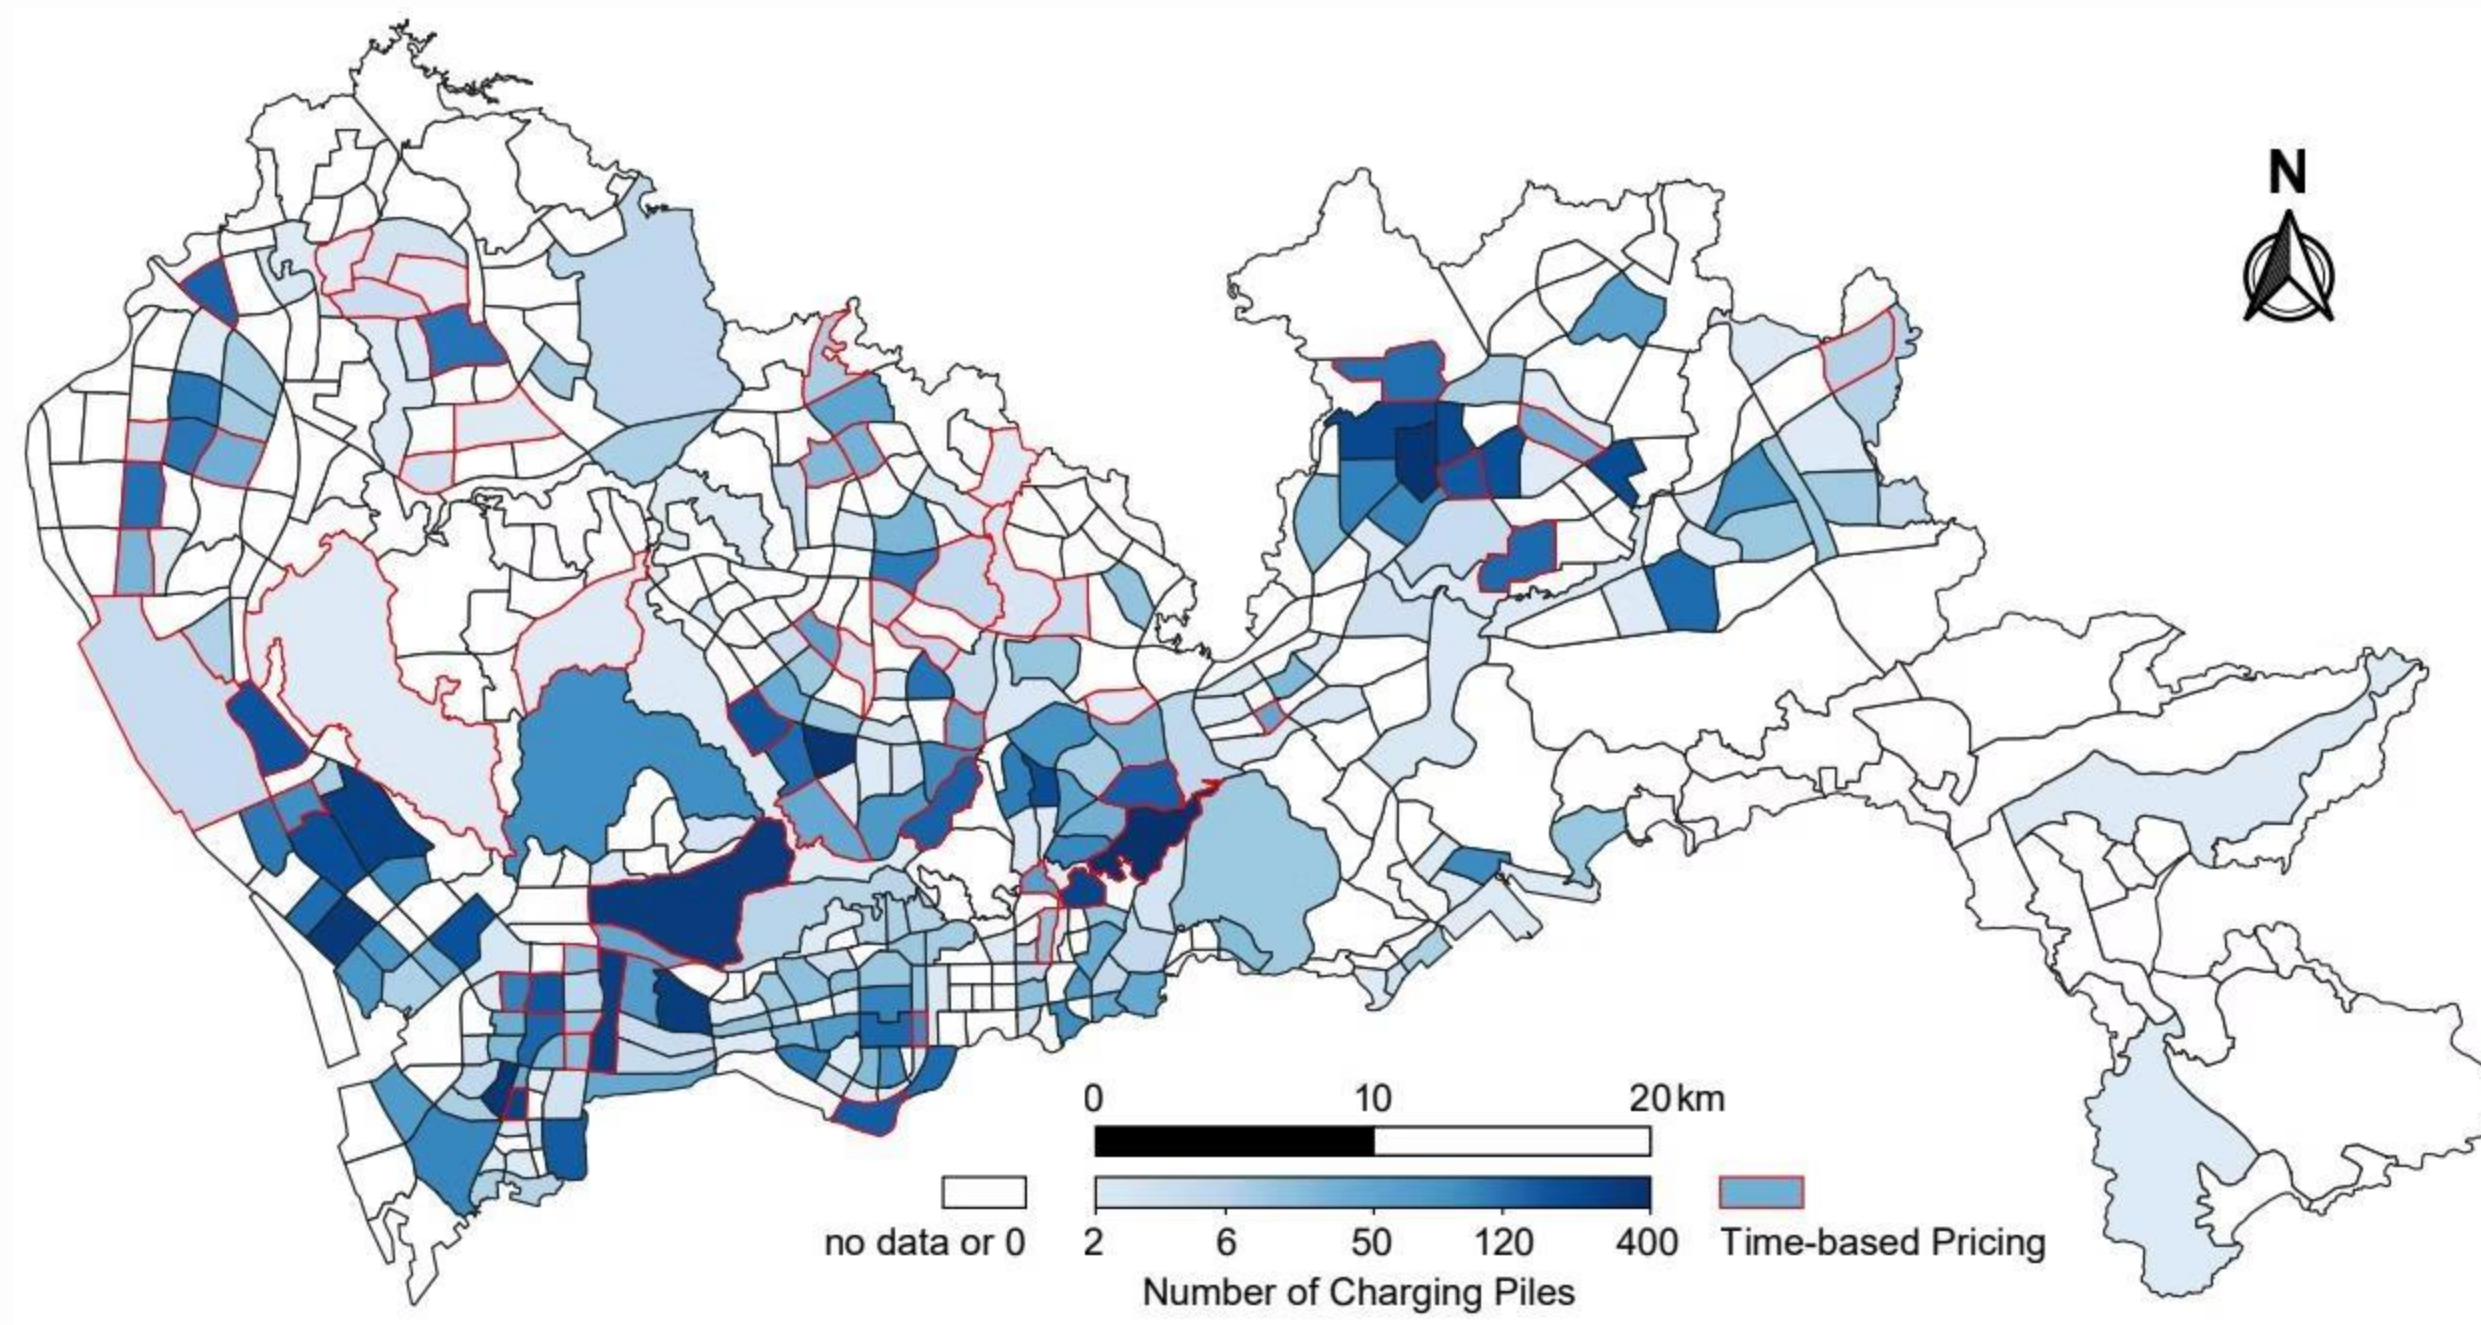 N
0 10 20 km
no data or 0 2 6 50 120 400 Time-based Pricing
Number of Charging Piles